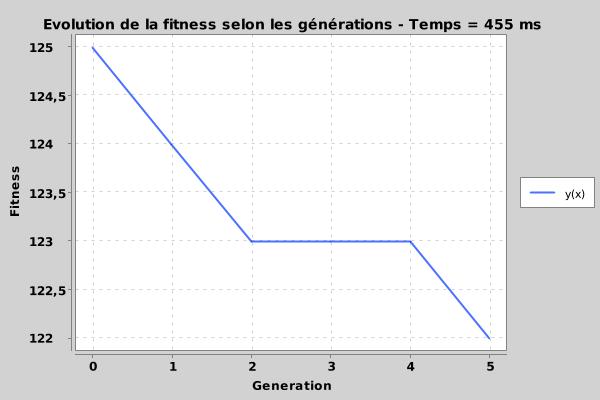 Evolution de la fitness selon les générations - Temps = 455 ms
125
124,5
124
123,5
123
122,5
122
Fitness
0 1 2 3 4 5
Generation
y(x)